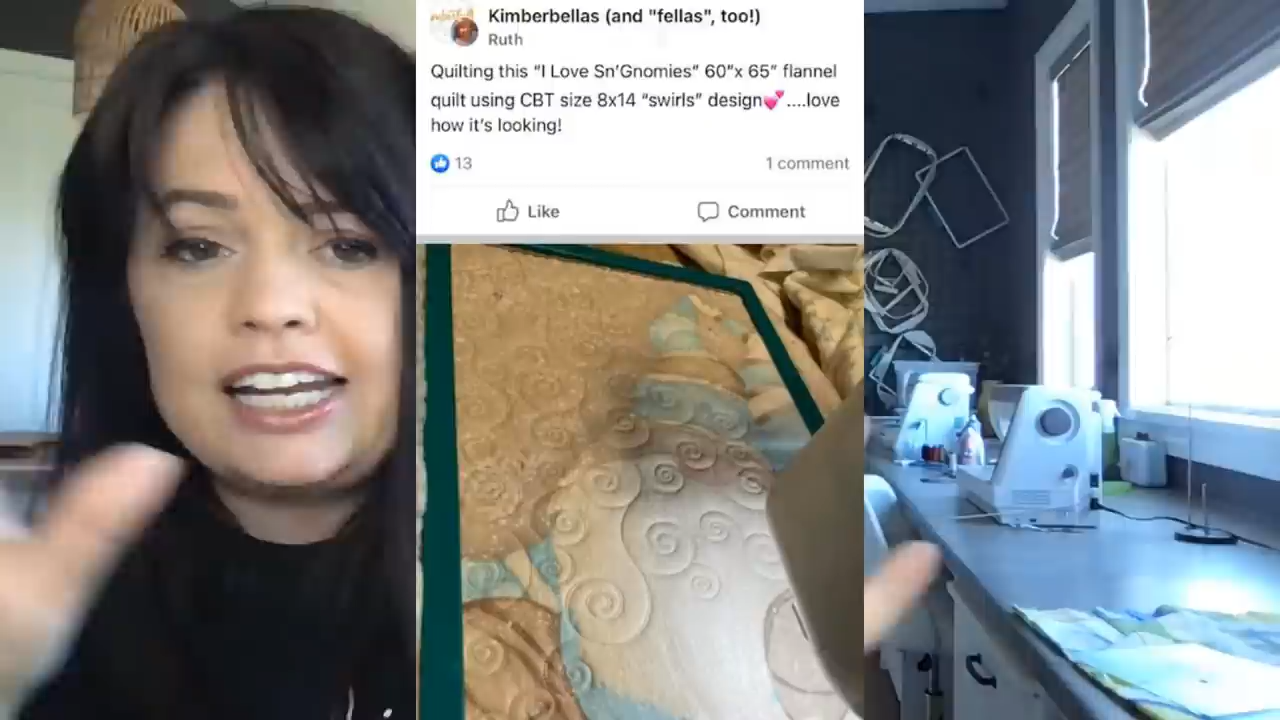 Kimberbellas (and "fellas", too!)
Ruth
Quilting this “I Love Sn’Gnomies” 60”x 65” flannel
quilt using CBT size 8x14 “swirls” design💕....love
how it’s looking!
13
1 comment
Like
Comment